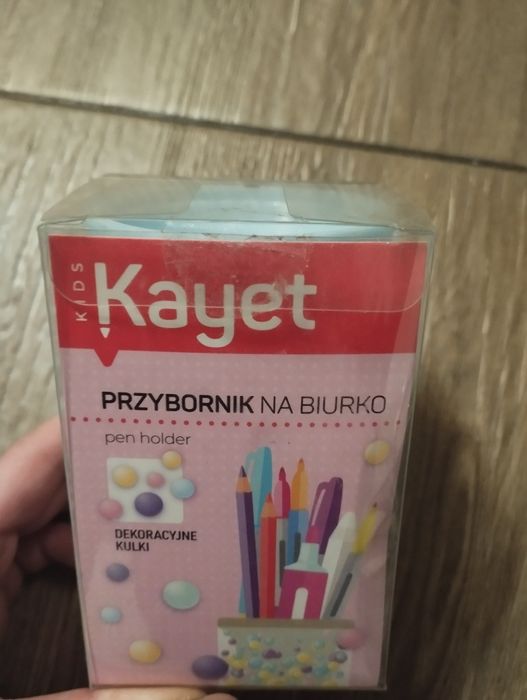 KIDS
Kayet
PRZYBORNIK NA BIURKO
pen holder
DEKORACYJNE
KULKI